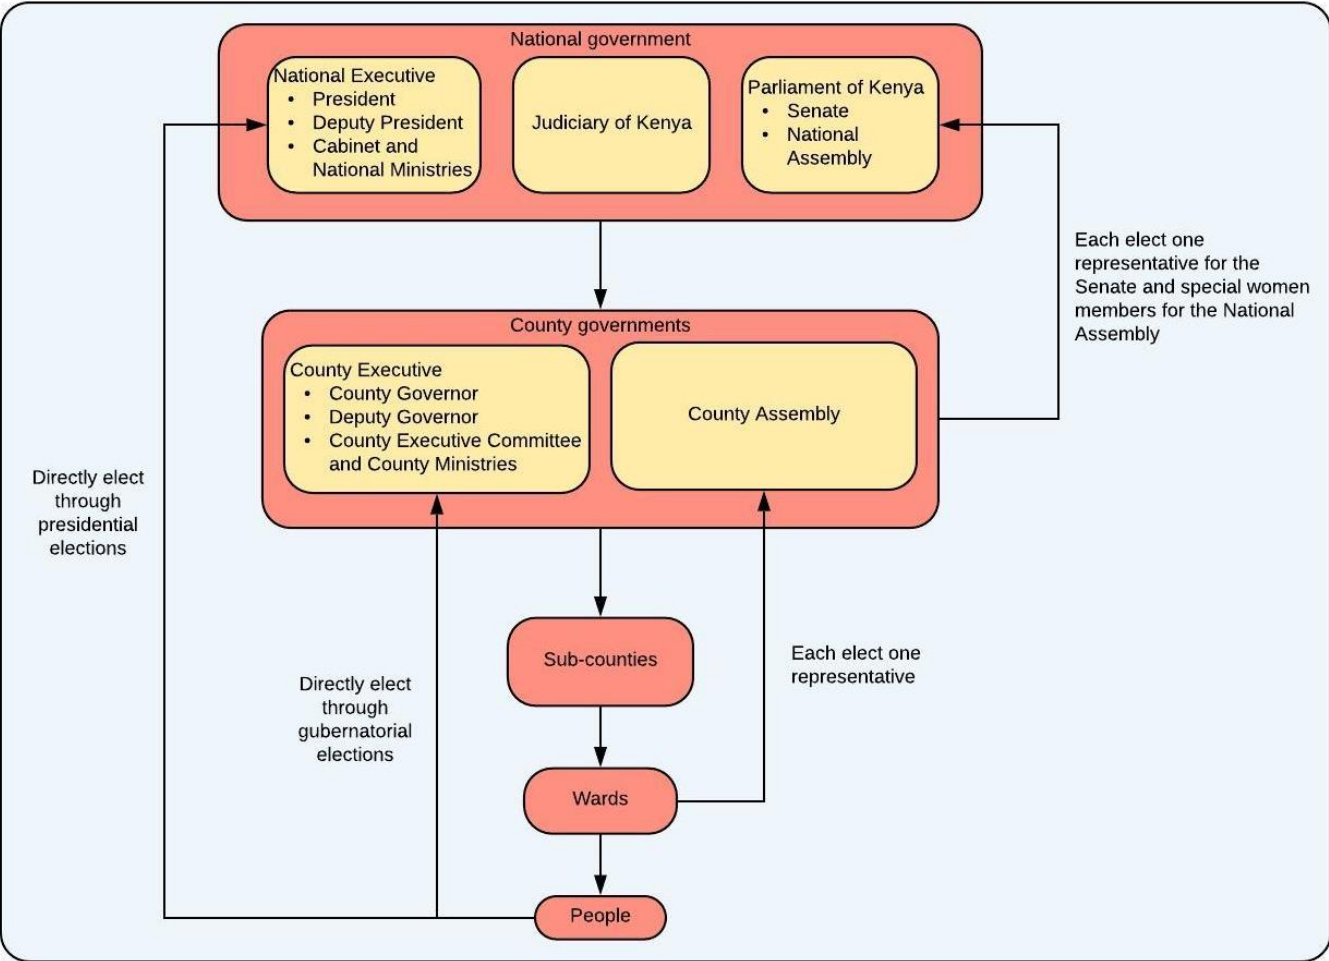 National government
National Executive
• President
• Deputy President
• Cabinet and
National Ministries
Judiciary of Kenya
Parliament of Kenya
• Senate
• National
Assembly
Each elect one
representative for the
Senate and special women
members for the National
Assembly
County governments
County Executive
• County Governor
• Deputy Governor
• County Executive Committee
and County Ministries
County Assembly
Directly elect
through
presidential
elections
Sub-counties
Each elect one
representative
Directly elect
through
gubernatorial
elections
Wards
People